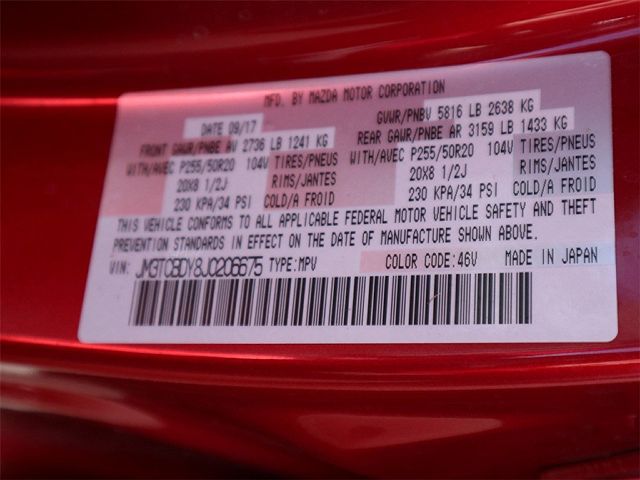 MFD. BY MAZDA MOTOR CORPORATION
DATE 09/17 GVWR/PNBV 5816 LB 2638 KG
FRONT GAWR/PNBE AV 2736 LB 1241 KG REAR GAWR/PNBE AR 3159 LB 1433 KG
WITH/AVEC P255/50R20 104V TIRES/PNEUS WITH/AVEC P255/50R20 104V TIRES/PNEUS
20X8 1/2J RIMS/JANTES 20X8 1/2J RIMS/JANTES
230 KPA/34 PSI COLD/A FROID 230 KPA/34 PSI COLD/A FROID
THIS VEHICLE CONFORMS TO ALL APPLICABLE FEDERAL MOTOR VEHICLE SAFETY AND THEFT
PREVENTION STANDARDS IN EFFECT ON THE DATE OF MANUFACTURE SHOWN ABOVE.
VIN: JM3TCBDY8J0206675 TYPE:MPV COLOR CODE:46V MADE IN JAPAN